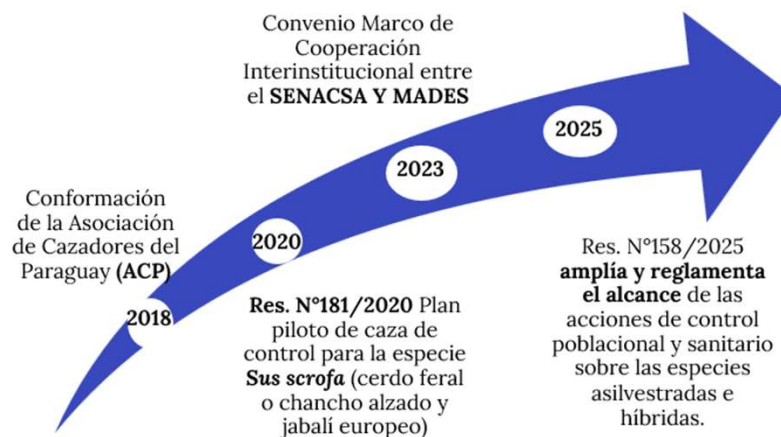 Convenio Marco de
Cooperación
Interinstitucional entre
el SENACSA Y MADES
2025
2023
Conformación
de la Asociación
de Cazadores del
Paraguay (ACP)
2020
2018
Res. N°181/2020 Plan
piloto de caza de
control para la especie
Sus scrofa (cerdo feral
o chancho alzado y
jabalí europeo)
Res. N°158/2025
amplía y reglamenta
el alcance de las
acciones de control
poblacional y sanitario
sobre las especies
asilvestradas e
híbridas.